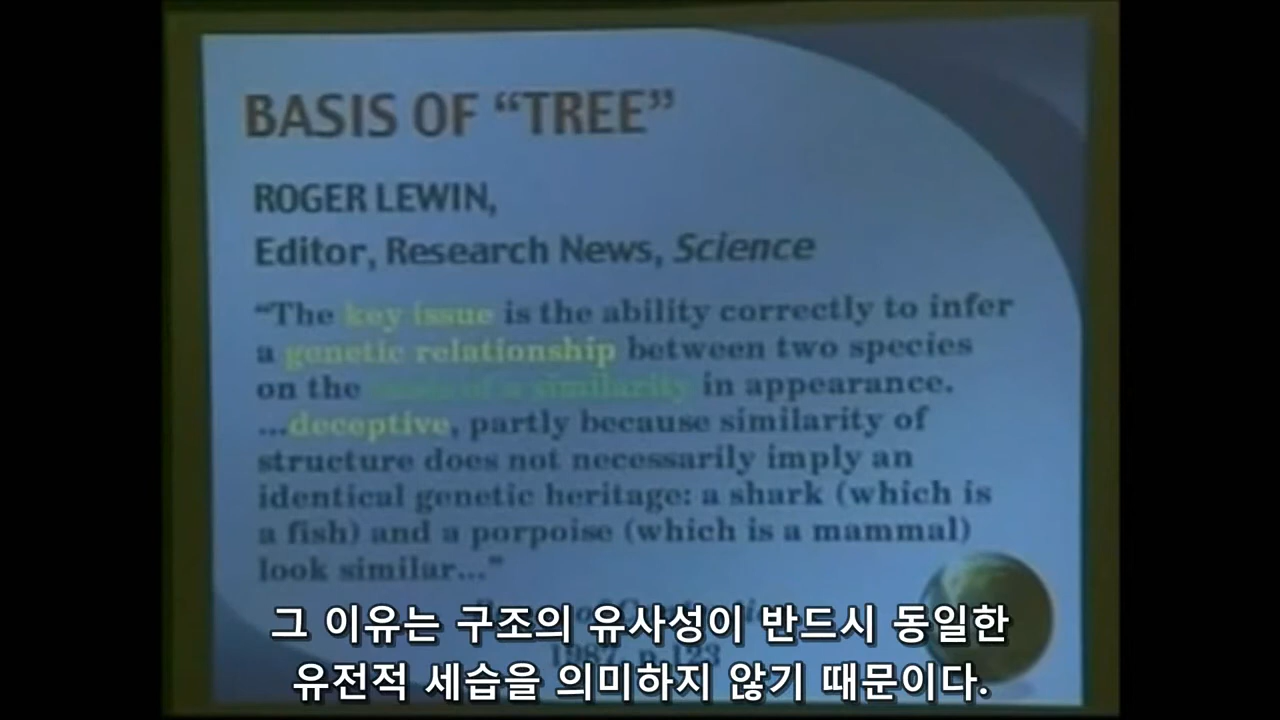 BASIS OF “TREE”
ROGER LEWIN,
Editor, Research News, Science
“The key issue is the ability correctly to infer
a genetic relationship between two species
on the basis of a similarity in appearance.
...deceptive, partly because similarity of
structure does not necessarily imply an
identical genetic heritage: a shark (which is
a fish) and a porpoise (which is a mammal)
look similar...”
그 이유는 구조의 유사성이 반드시 동일한
유전적 세습을 의미하지 않기 때문이다.